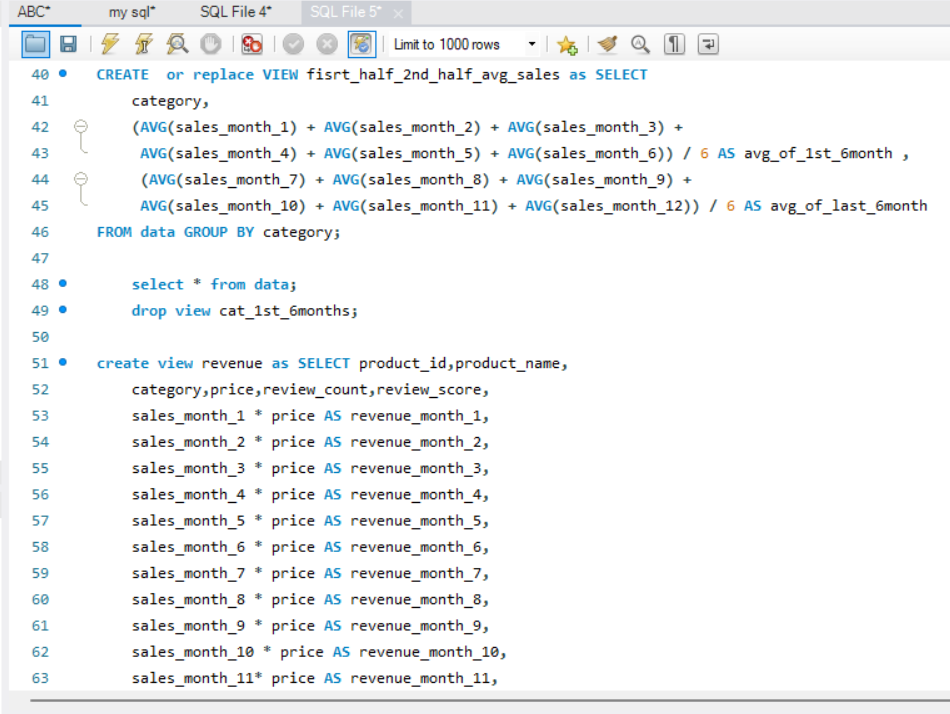 ABC* my sql* SQL File 4* SQL File 5* ×
Limit to 1000 rows
40 CREATE  or replace VIEW fisrt_half_2nd_half_avg_sales as SELECT
41 category,
42 (AVG(sales_month_1) + AVG(sales_month_2) + AVG(sales_month_3) +
43 AVG(sales_month_4) + AVG(sales_month_5) + AVG(sales_month_6)) / 6 AS avg_of_1st_6month ,
44 (AVG(sales_month_7) + AVG(sales_month_8) + AVG(sales_month_9) +
45 AVG(sales_month_10) + AVG(sales_month_11) + AVG(sales_month_12)) / 6 AS avg_of_last_6month
46 FROM data GROUP BY category;
47
48 select * from data;
49 drop view cat_1st_6months;
50
51 create view revenue as SELECT product_id,product_name,
52 category,price,review_count,review_score,
53 sales_month_1 * price AS revenue_month_1,
54 sales_month_2 * price AS revenue_month_2,
55 sales_month_3 * price AS revenue_month_3,
56 sales_month_4 * price AS revenue_month_4,
57 sales_month_5 * price AS revenue_month_5,
58 sales_month_6 * price AS revenue_month_6,
59 sales_month_7 * price AS revenue_month_7,
60 sales_month_8 * price AS revenue_month_8,
61 sales_month_9 * price AS revenue_month_9,
62 sales_month_10 * price AS revenue_month_10,
63 sales_month_11* price AS revenue_month_11,